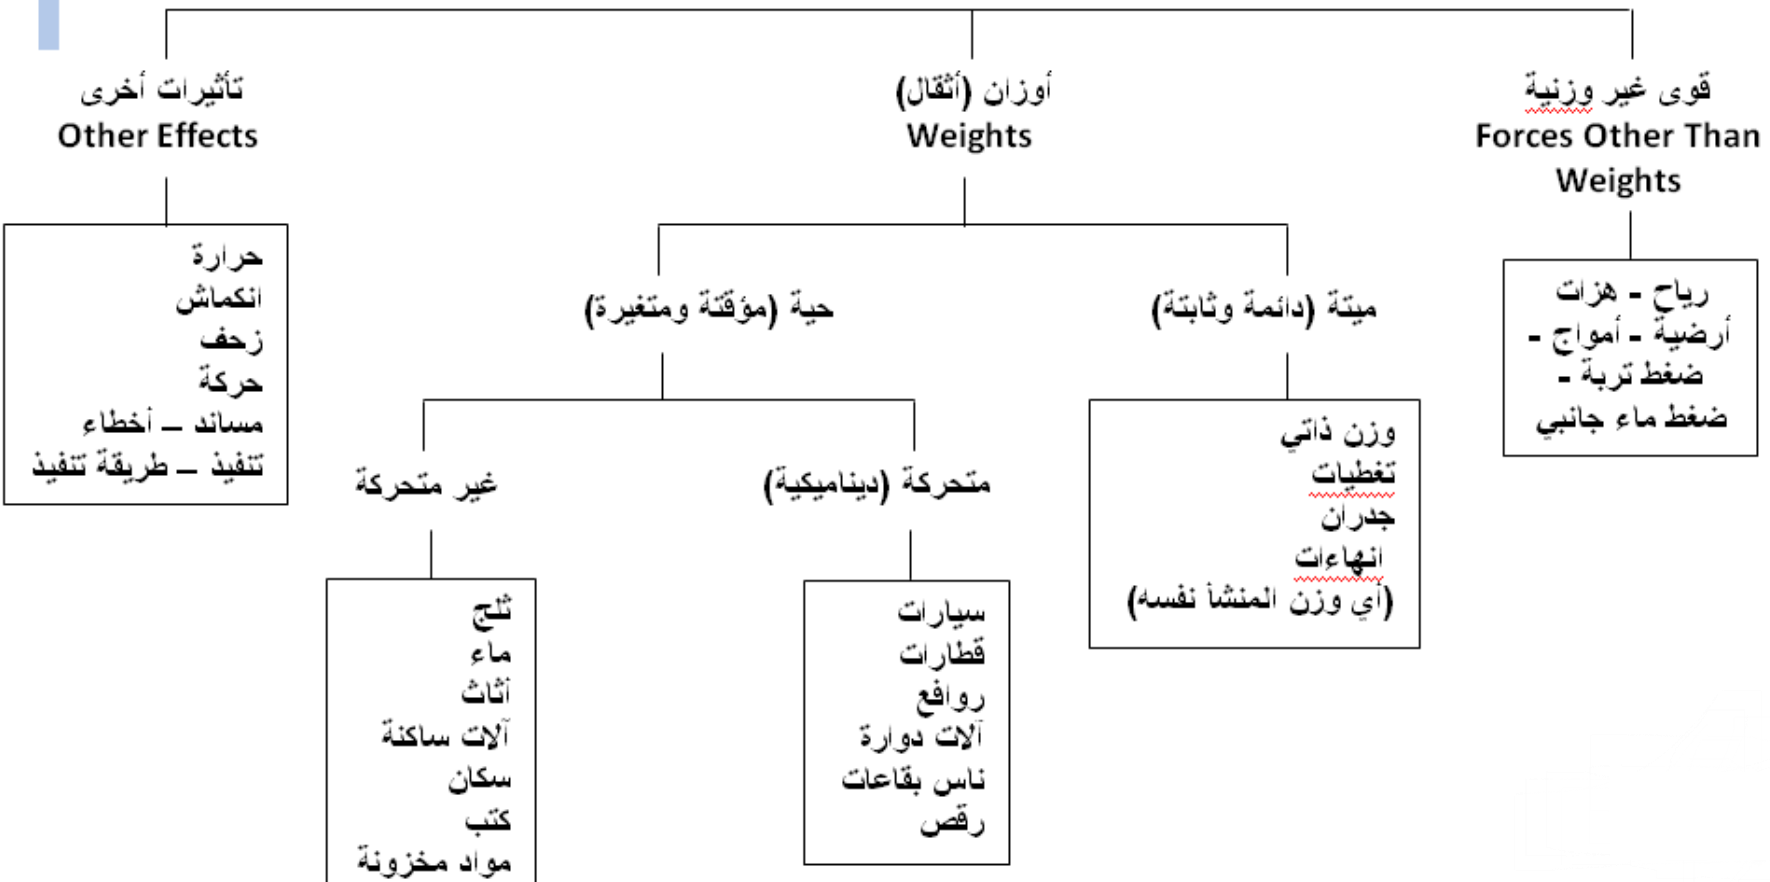 قوى غير وزنية
Forces Other Than
Weights
رياح - هزات
أرضية - أمواج -
ضغط تربة -
ضغط ماء جانبي
أوزان (أثقال)
Weights
ميتة (دائمة وثابتة)
وزن ذاتي
تغطيات
جدران
انهاءات
(أي وزن المنشأ نفسه)
حية (مؤقتة ومتغيرة)
متحركة (ديناميكية)
سيارات
قطارات
روافع
آلات دوارة
ناس بقاعات
رقص
غير متحركة
ثلج
ماء
أثاث
آلات ساكنة
سكان
كتب
مواد مخزونة
تأثيرات أخرى
Other Effects
حرارة
انكماش
زحف
حركة
مساند – أخطاء
تنفيذ – طريقة تنفيذ